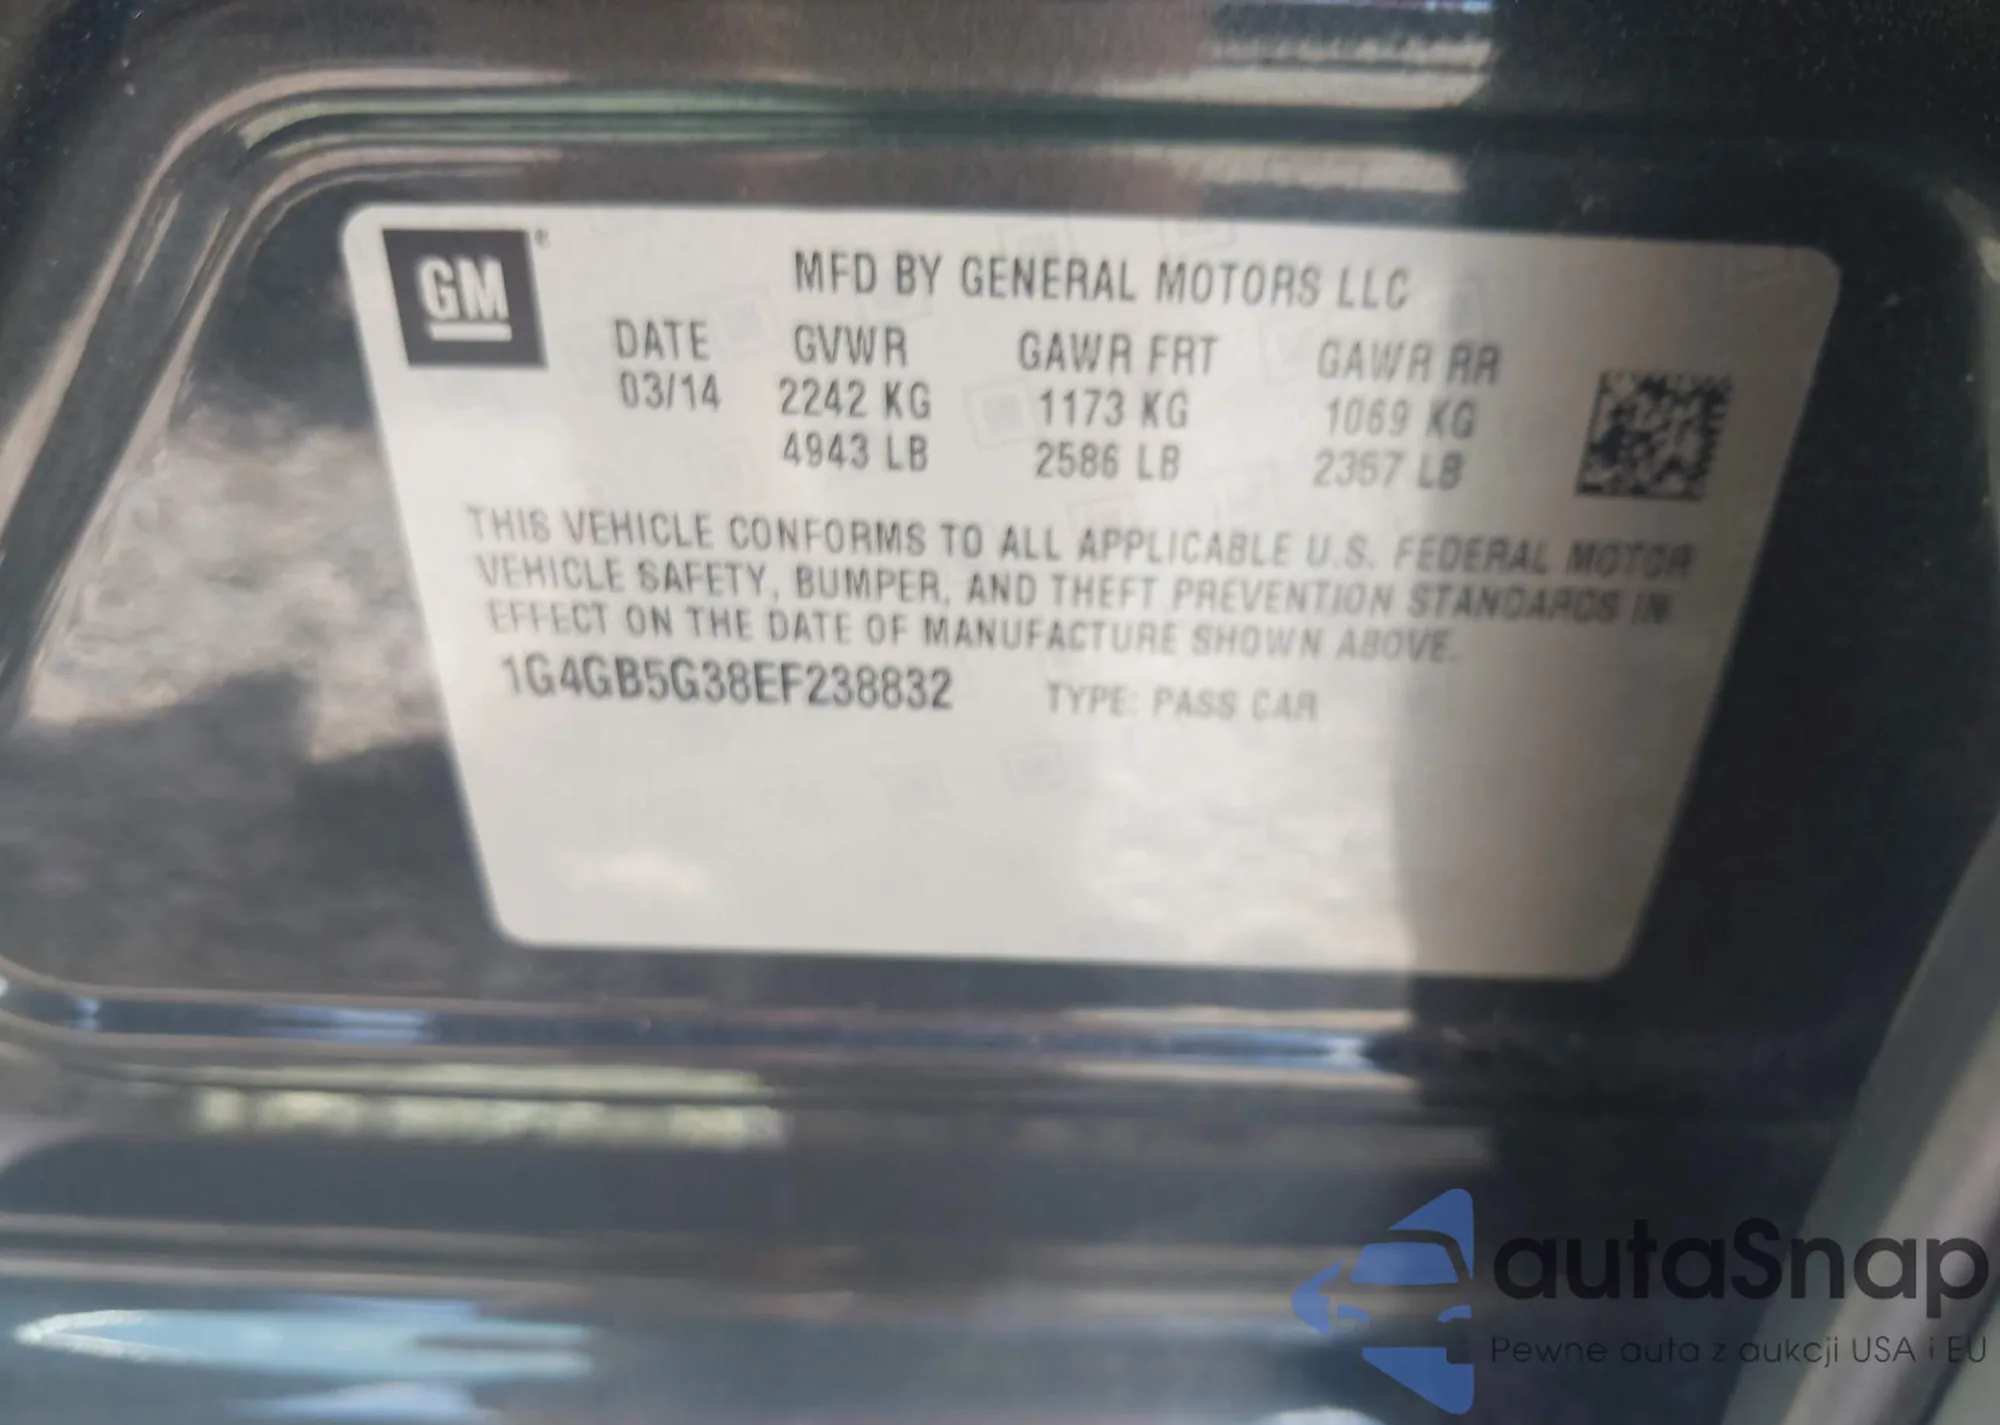 GM ®
MFD BY GENERAL MOTORS LLC
DATE GVWR GAWR FRT GAWR RR
03/14 2242 KG 1173 KG 1069 KG
4943 LB 2586 LB 2357 LB
THIS VEHICLE CONFORMS TO ALL APPLICABLE U.S. FEDERAL MOTOR
VEHICLE SAFETY, BUMPER, AND THEFT PREVENTION STANDARDS IN
EFFECT ON THE DATE OF MANUFACTURE SHOWN ABOVE.
1G4GB5G38EF238832 TYPE: PASS CAR
autaSnap
Pewne auta z aukcji USA i EU